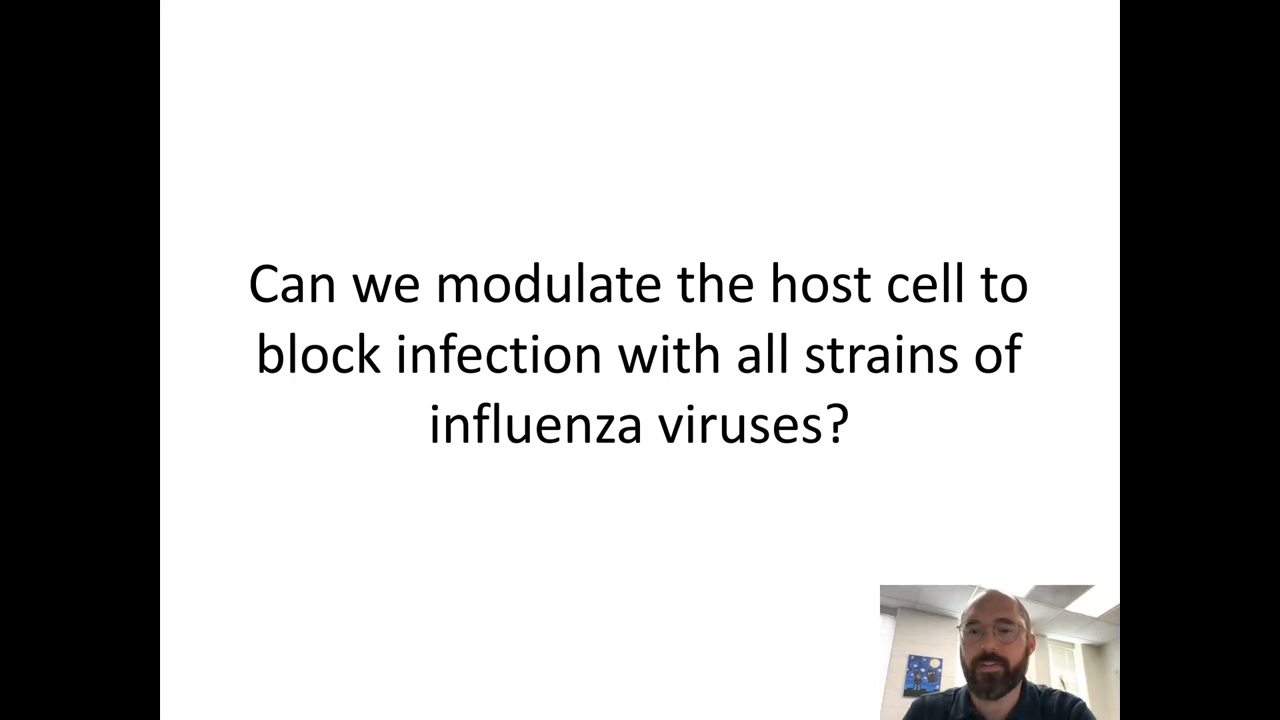 Can we modulate the host cell to
block infection with all strains of
influenza viruses?